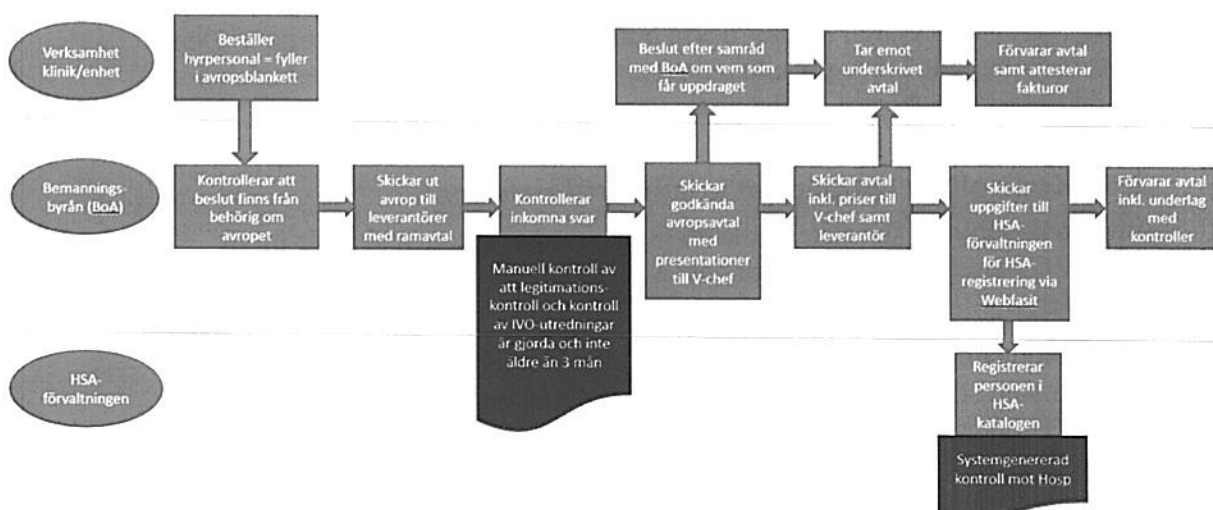 Verksamhet
klinik/enhet
Beställer
hyrpersonal = fyller
i avropsblankett
Beslut efter samråd
med BoA om vem som
får uppdraget
Tar emot
underskrivet
avtal
Förvarar avtal
samt attesterar
fakturor
Bemannings-
byrån (BoA)
Kontrollerar att
beslut finns från
behörig om
avropet
Skickar ut
avrop till
leverantörer
med ramavtal
Kontrollerar
inkomna svar
Manuell kontroll av
att legitimations-
kontroll och kontroll
av IVO-utredningar
är gjorda och inte
äldre än 3 mån
Skickar
godkända
avropsavtal
med
presentationer
till V-chef
Skickar avtal
inkl. priser till
V-chef samt
leverantör
Skickar
uppgifter till
HSA-
förvaltningen
för HSA-
registrering via
Webfasit
Förvarar avtal
inkl. underlag
med
kontroller
HSA-
förvaltningen
Registrerar
personen i
HSA-
katalogen
Systemgenererad
kontroll mot Hosp